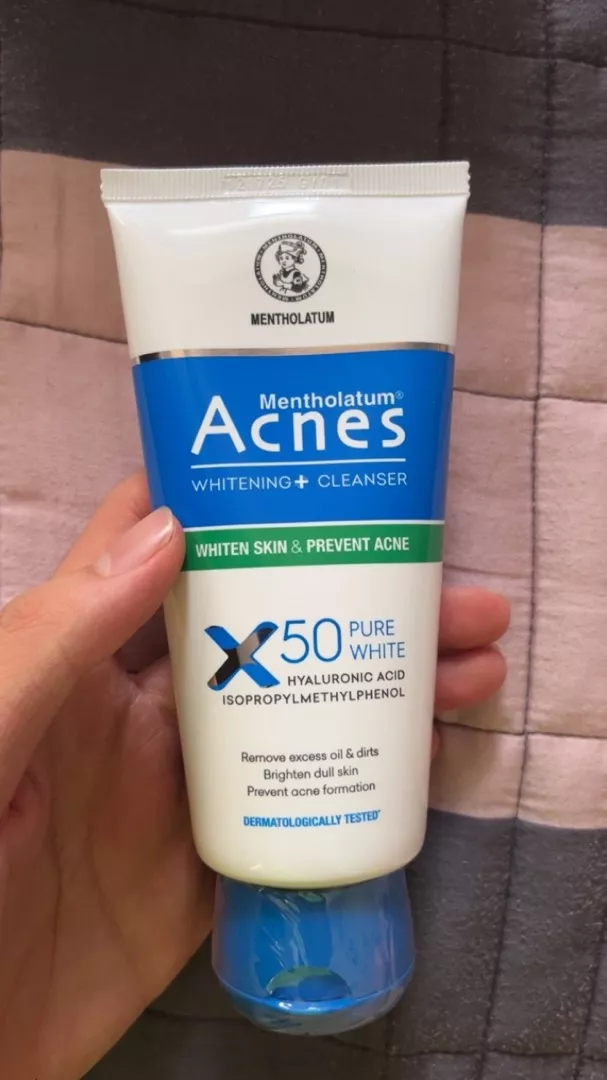 MENTHOLATUM
Mentholatum®
Acnes
WHITENING+ CLEANSER
WHITEN SKIN & PREVENT ACNE
X50 PURE
WHITE
HYALURONIC ACID
ISOPROPYLMETHYLPHENOL
Remove excess oil & dirts
Brighten dull skin
Prevent acne formation
DERMATOLOGICALLY TESTED*